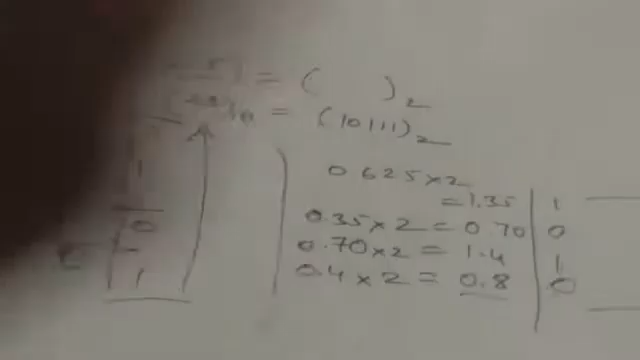 = (      )₂
= (10111)₂
1
0
1
0.625×2
=1.35 | 1
0.35×2 = 0.70 | 0
0.70×2 = 1.4 | 1
0.4×2 = 0.8 | 0